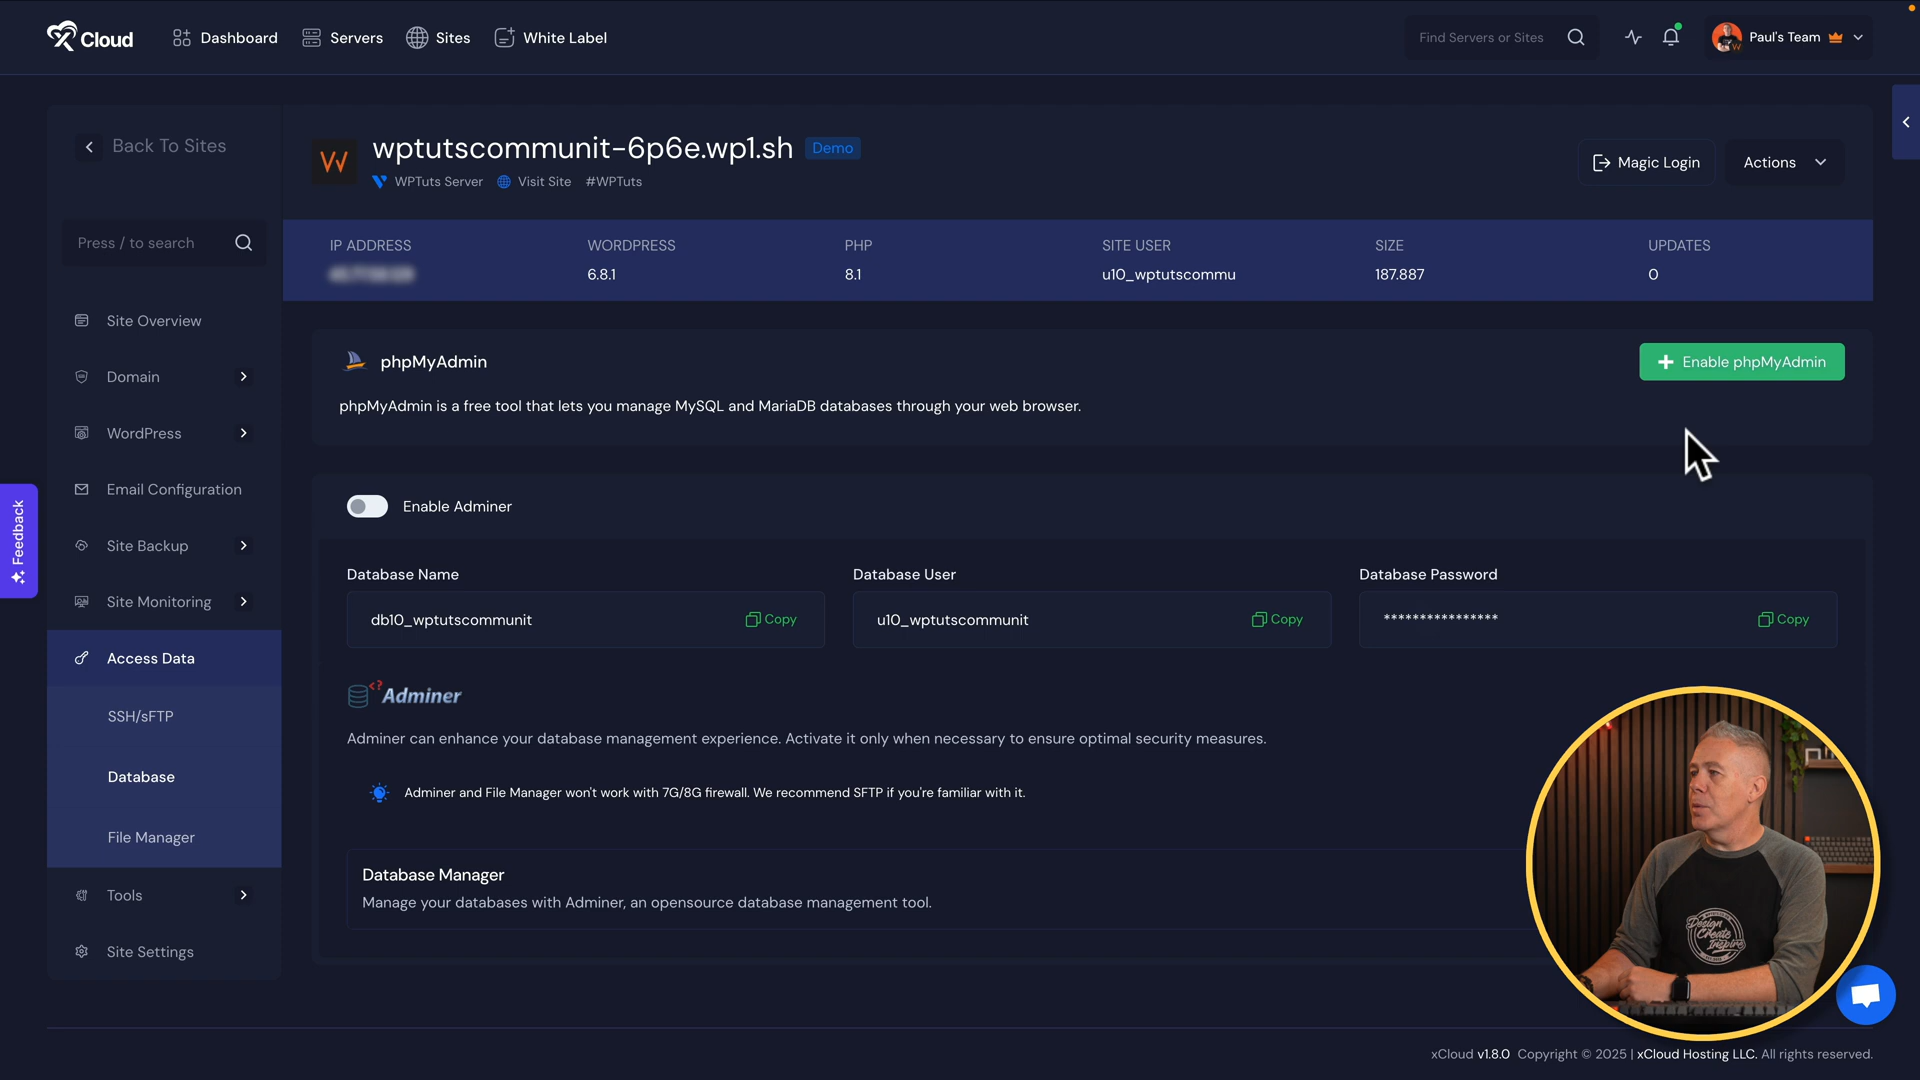 xCloud
Dashboard
Servers
Sites
White Label
Find Servers or Sites
Paul's Team
Back To Sites
wptutscommunit-6p6e.wp1.sh
Demo
WPTuts Server
Visit Site
#WPTuts
Magic Login
Actions
Press / to search
IP ADDRESS
WORDPRESS
6.8.1
PHP
8.1
SITE USER
u10_wptutscommu
SIZE
187.887
UPDATES
0
Site Overview
Domain
WordPress
Email Configuration
Site Backup
Site Monitoring
Access Data
SSH/sFTP
Database
File Manager
Tools
Site Settings
Feedback
phpMyAdmin
Enable phpMyAdmin
phpMyAdmin is a free tool that lets you manage MySQL and MariaDB databases through your web browser.
Enable Adminer
Database Name
db10_wptutscommunit
Copy
Database User
u10_wptutscommunit
Copy
Database Password
****************
Copy
Adminer
Adminer can enhance your database management experience. Activate it only when necessary to ensure optimal security measures.
Adminer and File Manager won't work with 7G/8G firewall. We recommend SFTP if you're familiar with it.
Database Manager
Manage your databases with Adminer, an opensource database management tool.
Design
Create
Inspire
xCloud v1.8.0 Copyright © 2025 | xCloud Hosting LLC. All rights reserved.